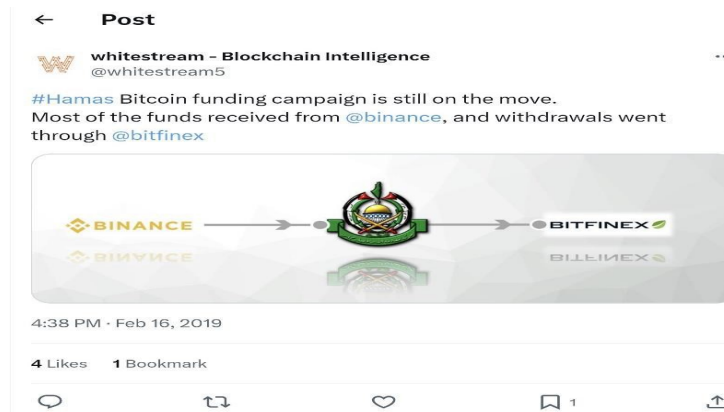 Post
whitestream - Blockchain Intelligence
@whitestream5
#Hamas Bitcoin funding campaign is still on the move.
Most of the funds received from @binance, and withdrawals went
through @bitfinex
BINANCE BITFINEX
4:38 PM · Feb 16, 2019
4 Likes 1 Bookmark
1